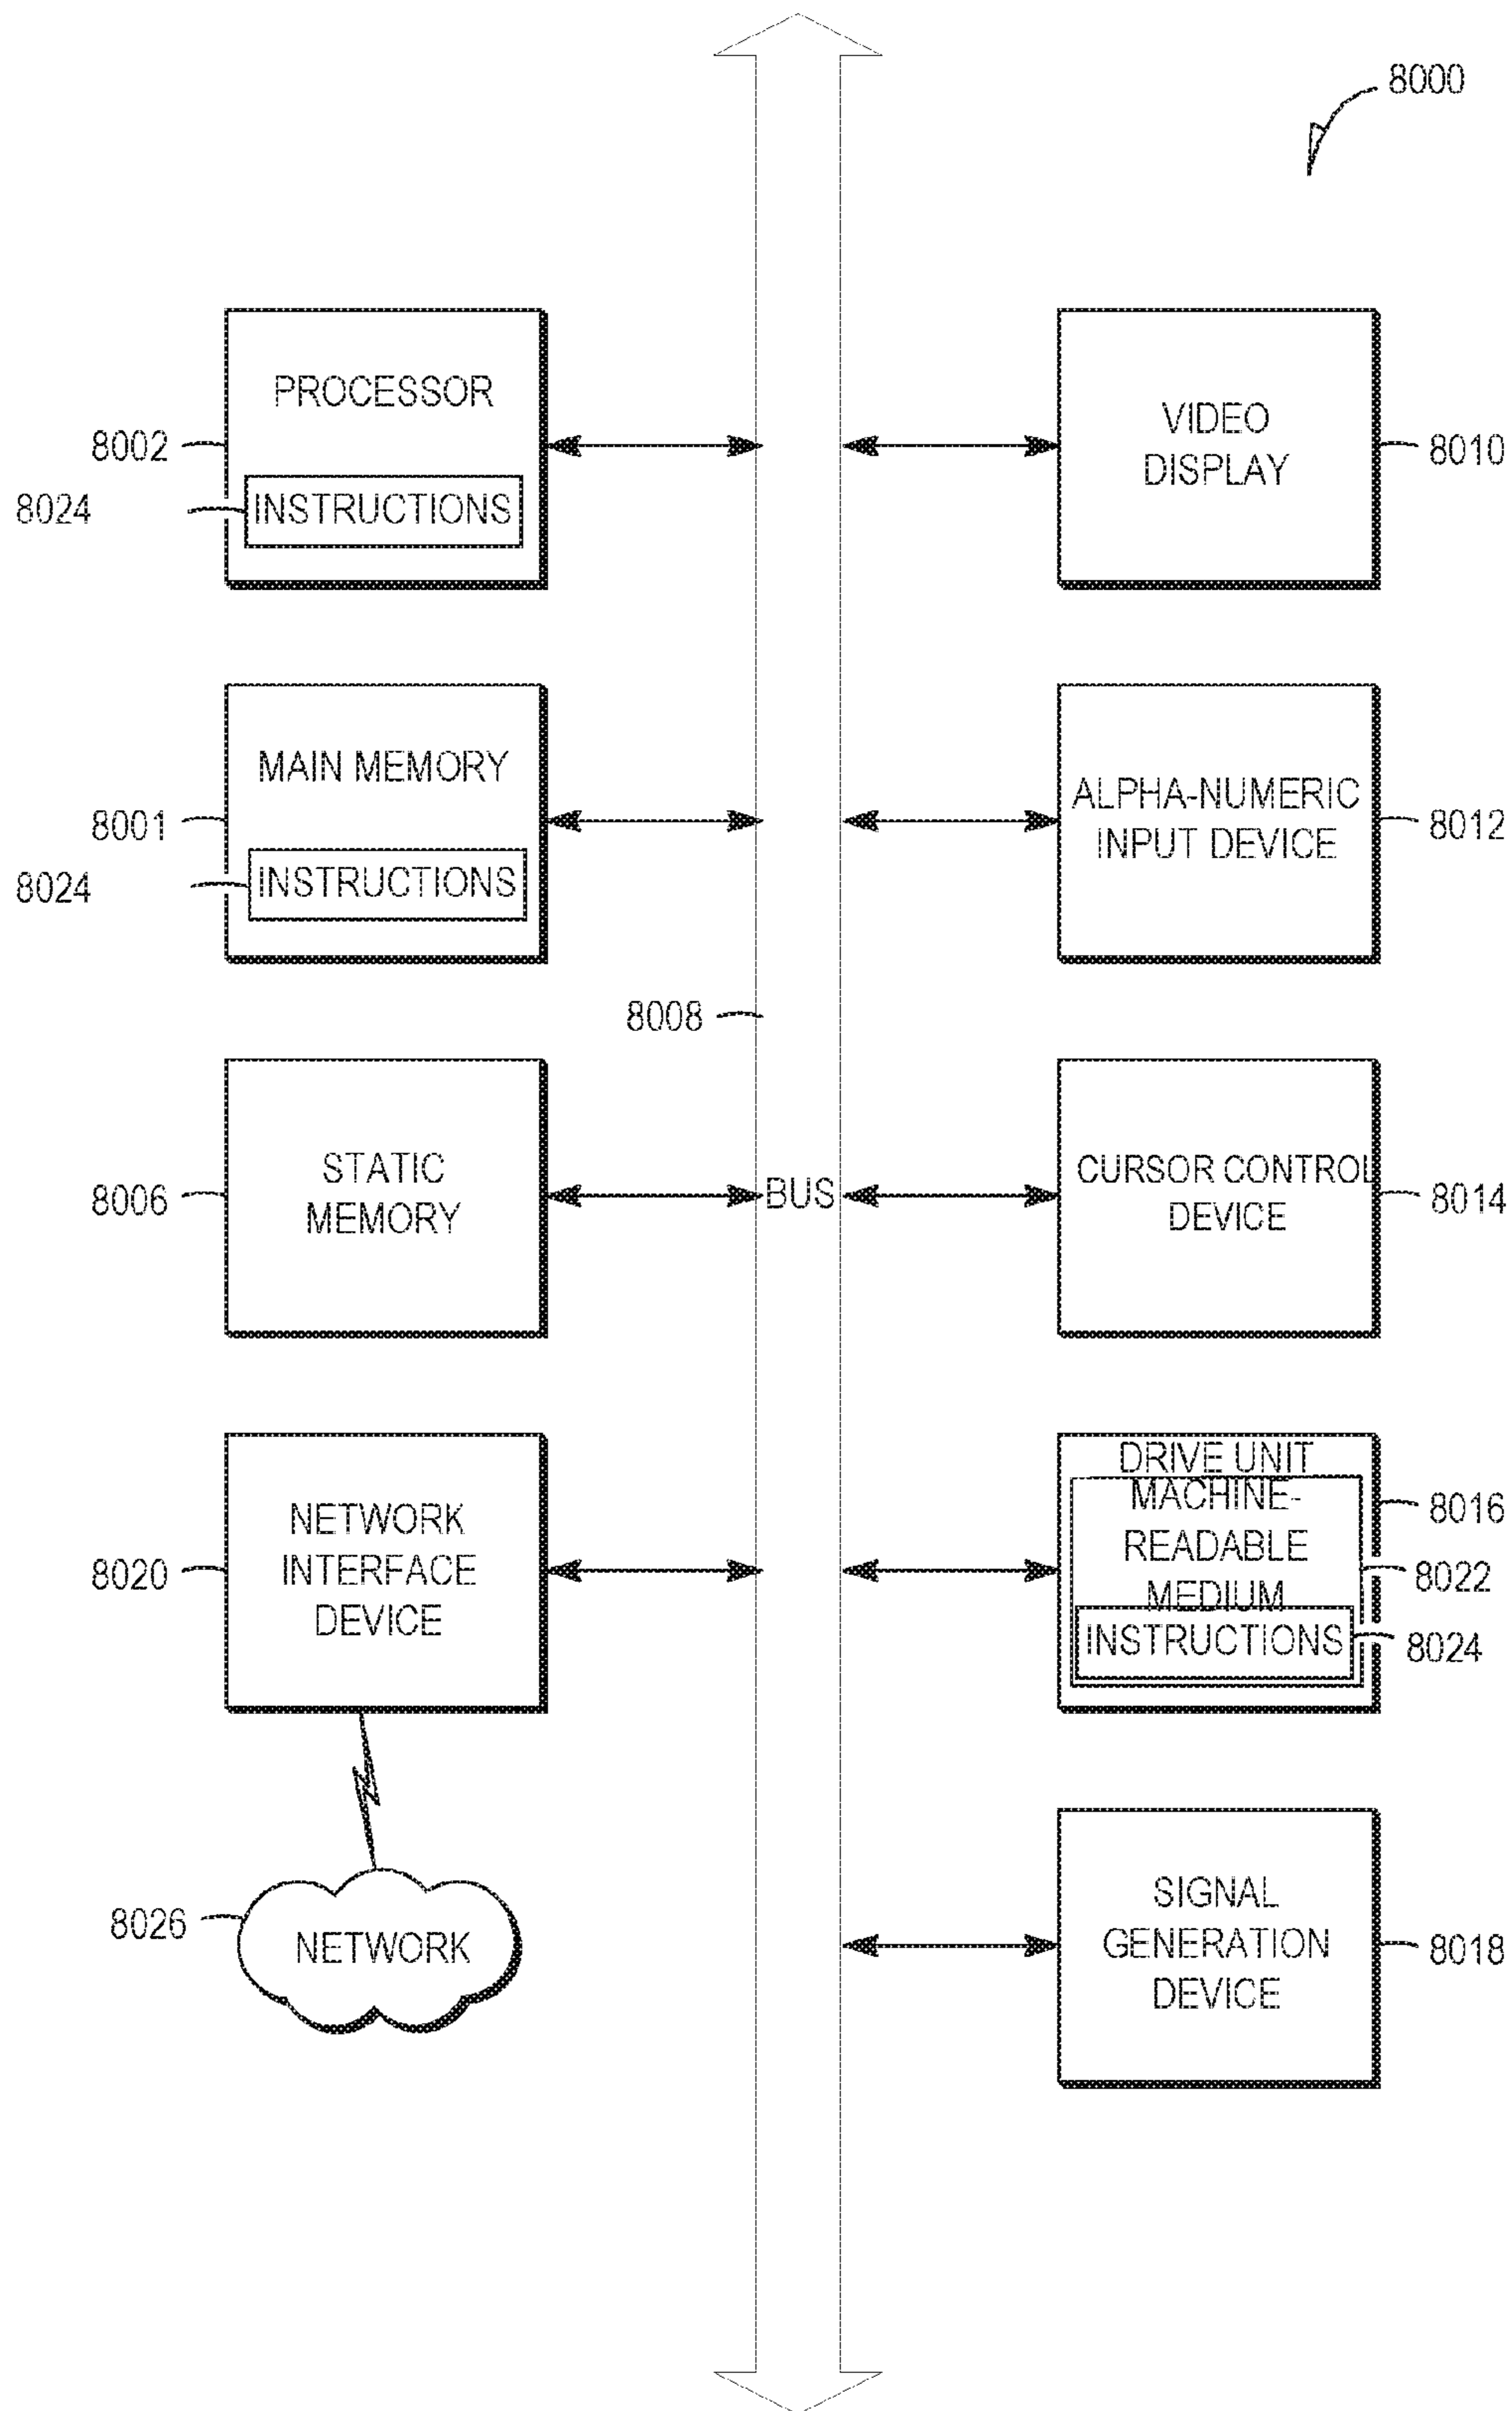 8000
PROCESSOR
8002
8024
INSTRUCTIONS
VIDEO
DISPLAY
8010
MAIN MEMORY
8001
8024
INSTRUCTIONS
ALPHA-NUMERIC
INPUT DEVICE
8012
8008
STATIC
MEMORY
8006
BUS
CURSOR CONTROL
DEVICE
8014
NETWORK
INTERFACE
DEVICE
8020
DRIVE UNIT
MACHINE-
READABLE
MEDIUM
INSTRUCTIONS
8016
8022
8024
8026
NETWORK
SIGNAL
GENERATION
DEVICE
8018